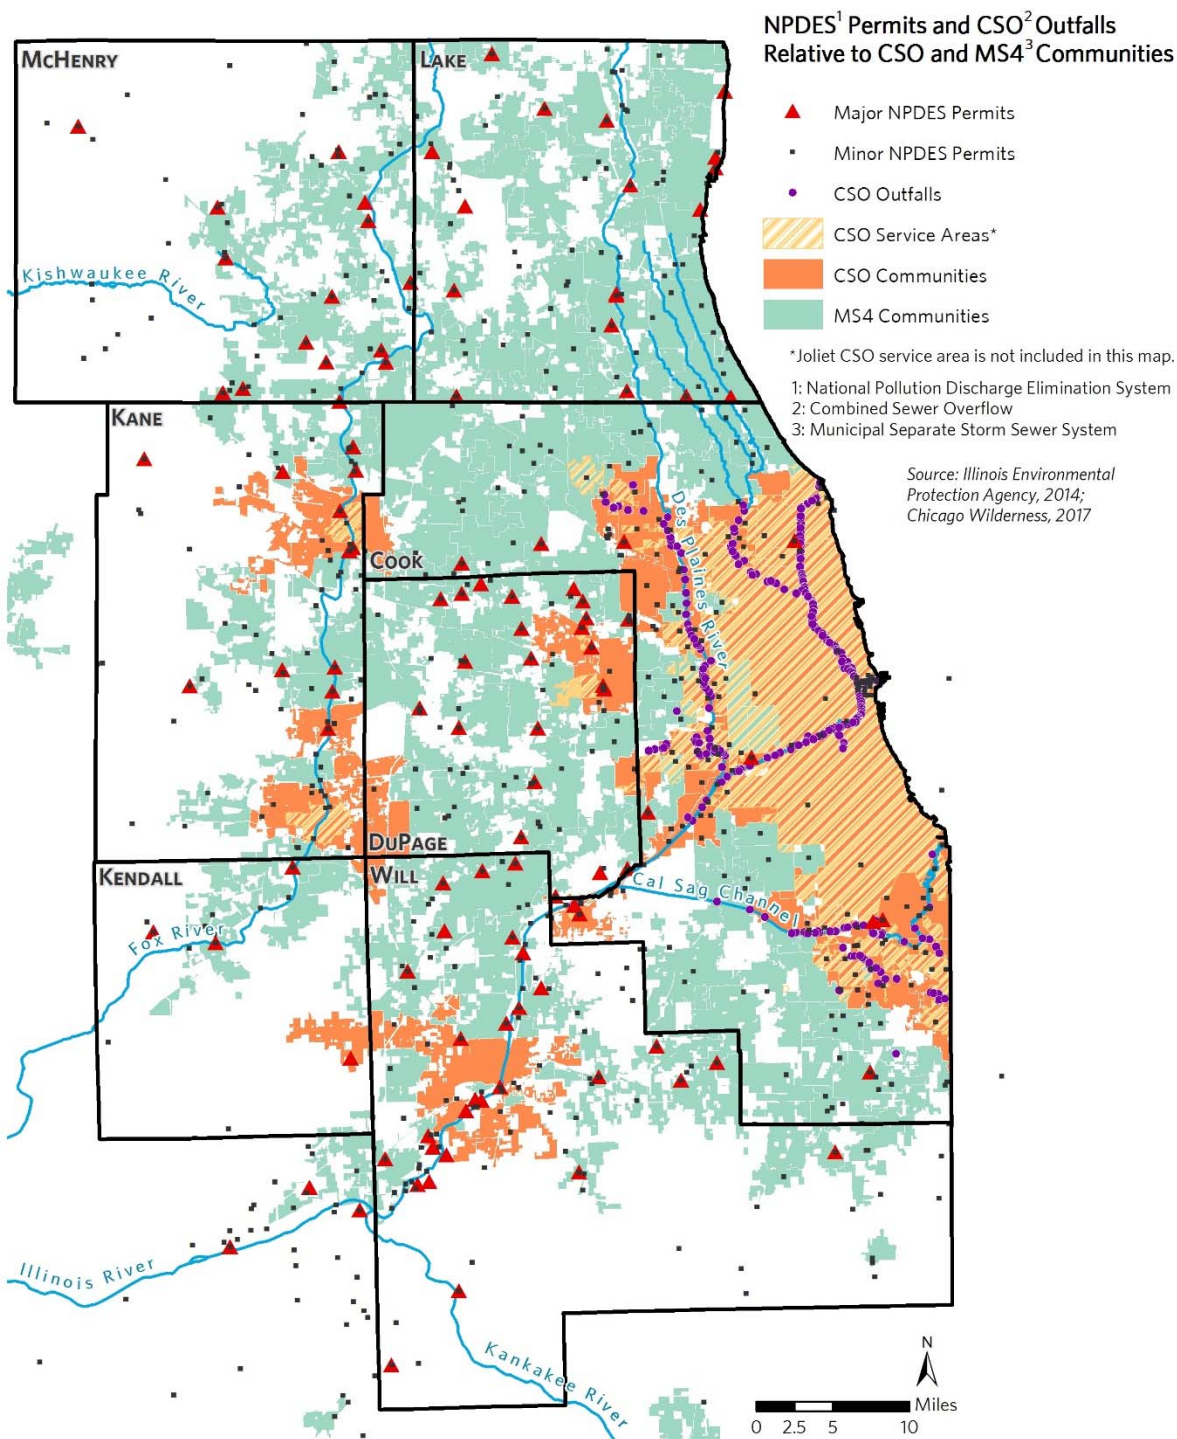 NPDES¹ Permits and CSO² Outfalls
Relative to CSO and MS4³ Communities
Major NPDES Permits
Minor NPDES Permits
CSO Outfalls
CSO Service Areas*
CSO Communities
MS4 Communities
*Joliet CSO service area is not included in this map.
1: National Pollution Discharge Elimination System
2: Combined Sewer Overflow
3: Municipal Separate Storm Sewer System
Source: Illinois Environmental
Protection Agency, 2014;
Chicago Wilderness, 2017
MCHENRY
LAKE
Kishwaukee River
KANE
Des Plaines River
COOK
DUPAGE
WILL
KENDALL
Cal Sag Channel
Fox River
Illinois River
Kankakee River
N
Miles
0 2.5 5 10